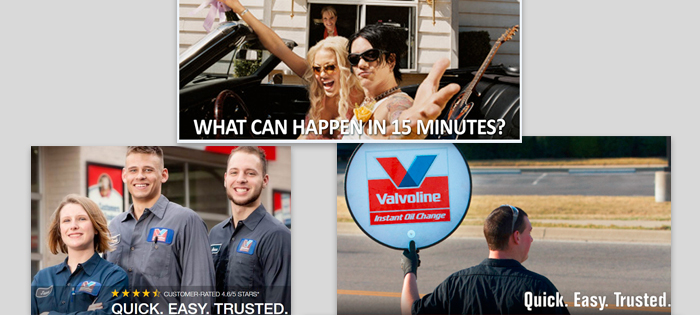 WHAT CAN HAPPEN IN 15 MINUTES?
CUSTOMER-RATED 4.6/5 STARS*
QUICK. EASY. TRUSTED.
Valvoline
Instant Oil Change
Quick. Easy. Trusted.